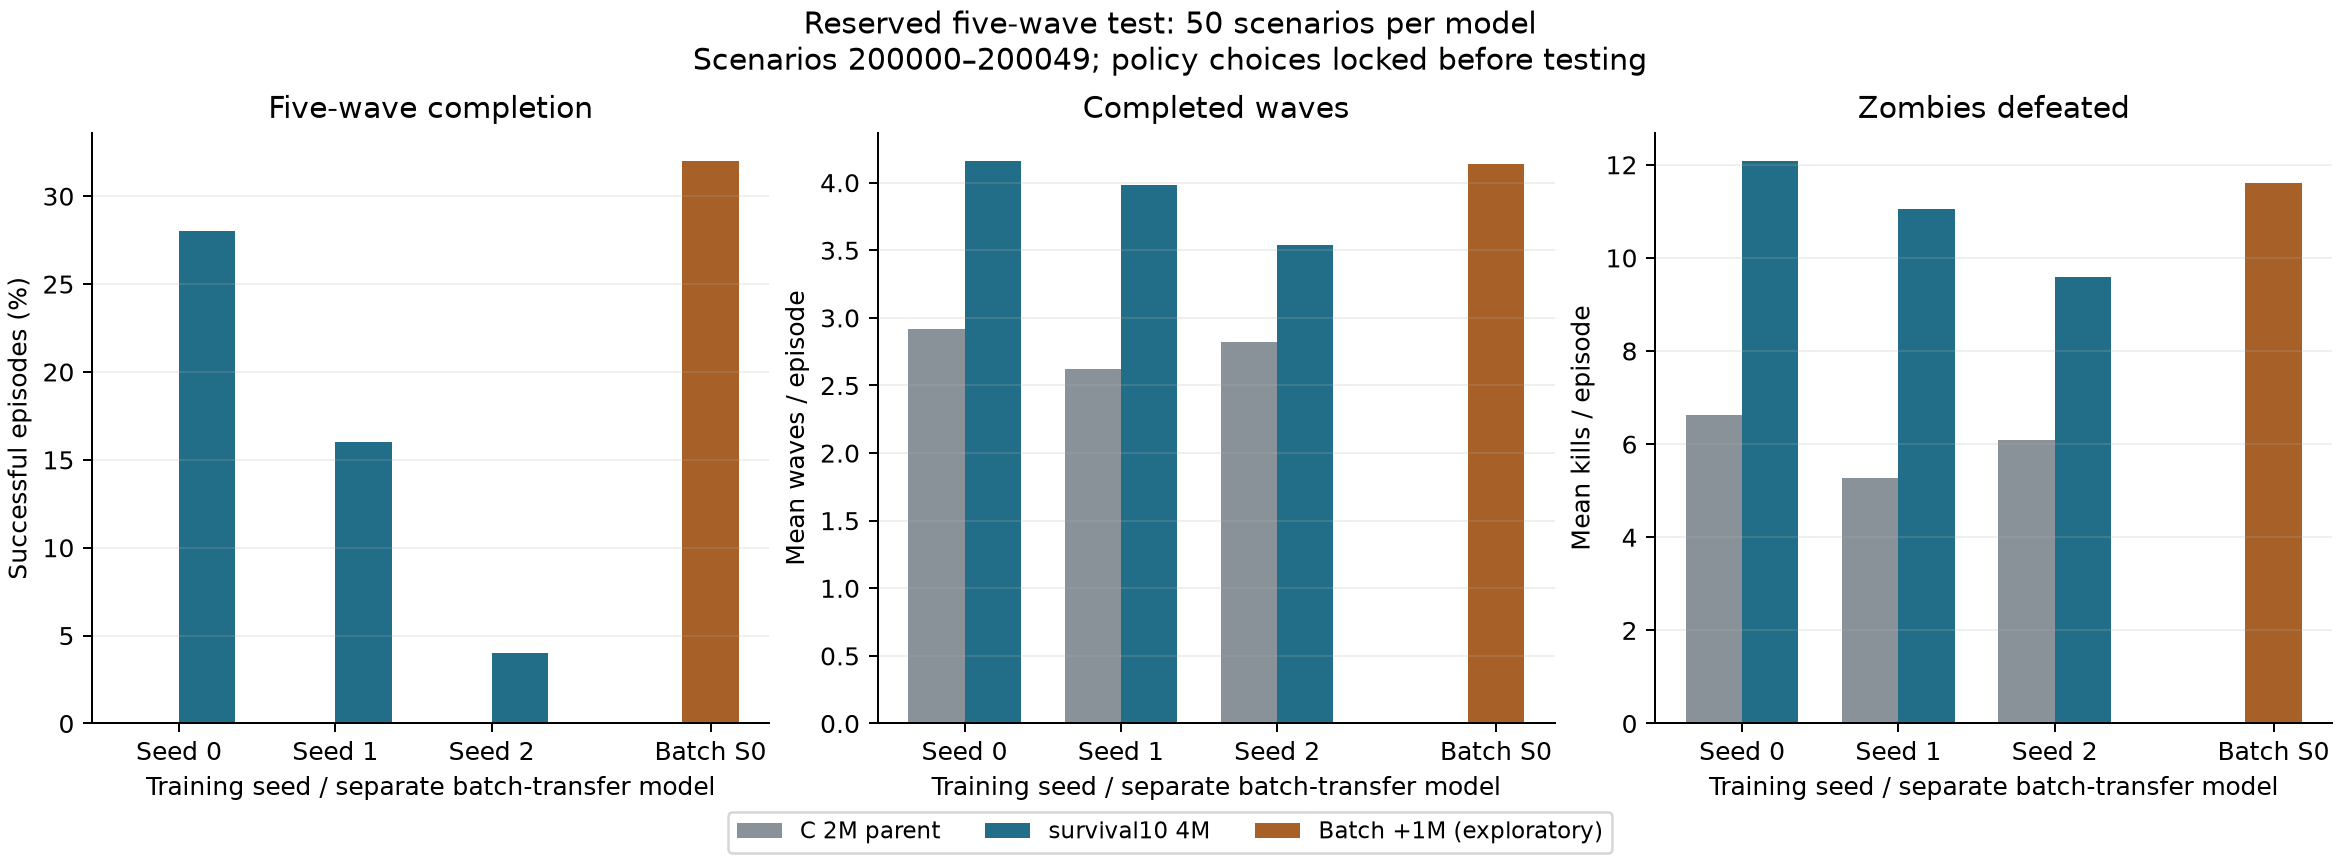 Reserved five-wave test: 50 scenarios per model
Scenarios 200000–200049; policy choices locked before testing
Five-wave completion
Successful episodes (%)
30
25
20
15
10
5
0
Seed 0
Seed 1
Seed 2
Batch S0
Training seed / separate batch-transfer model
Completed waves
Mean waves / episode
4.0
3.5
3.0
2.5
2.0
1.5
1.0
0.5
0.0
Seed 0
Seed 1
Seed 2
Batch S0
Training seed / separate batch-transfer model
Zombies defeated
Mean kills / episode
12
10
8
6
4
2
0
Seed 0
Seed 1
Seed 2
Batch S0
Training seed / separate batch-transfer model
C 2M parent
survival10 4M
Batch +1M (exploratory)